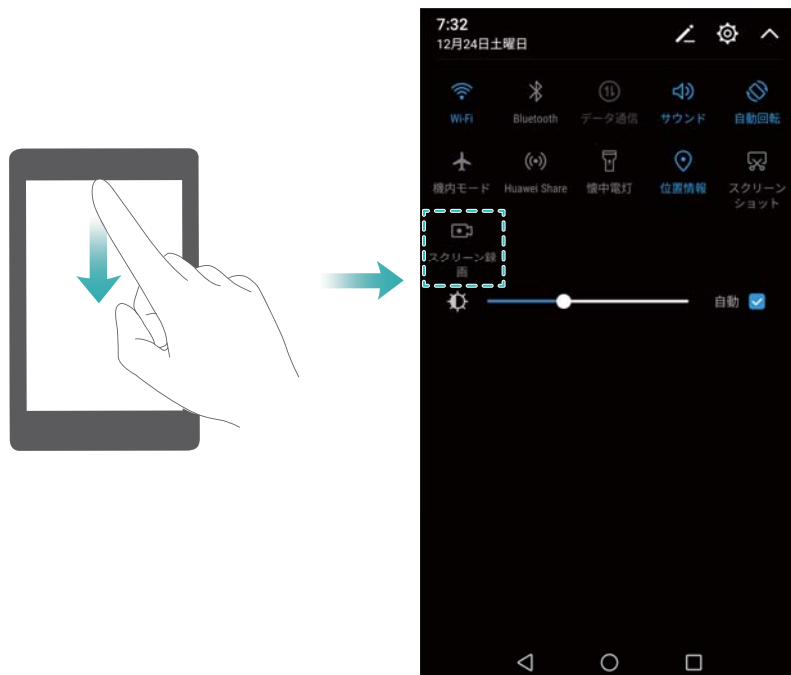 7:32
12月24日土曜日
Wi-Fi
Bluetooth
データ通信
サウンド
自動回転
機内モード
Huawei Share
懐中電灯
位置情報
スクリーン
ショット
スクリーン録
画
自動